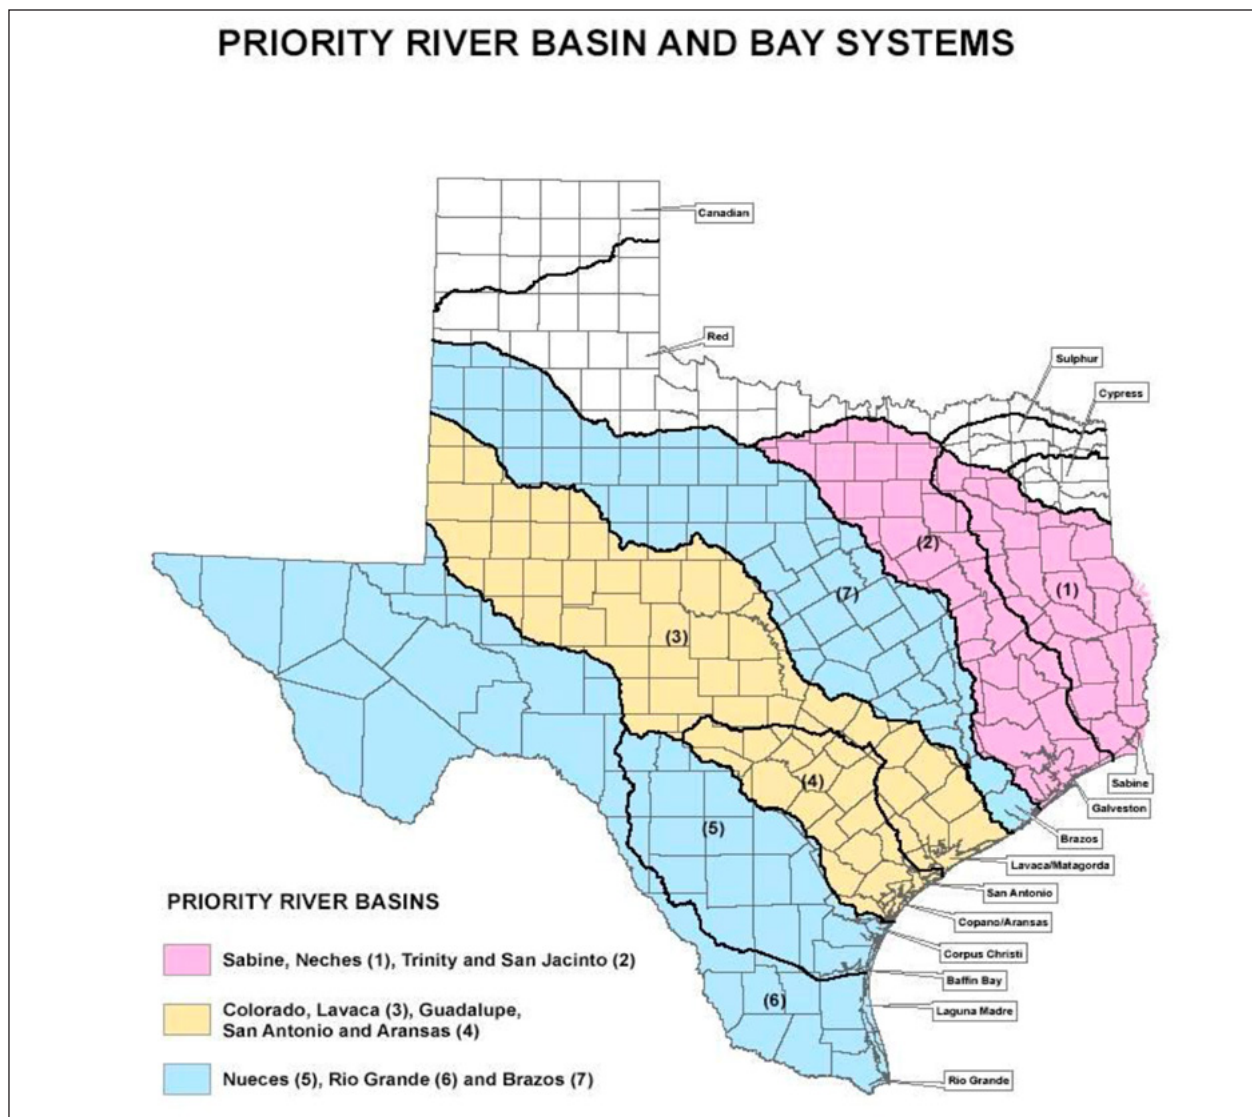 PRIORITY RIVER BASIN AND BAY SYSTEMS
Canadian
Red
Sulphur
Cypress
(2)
(1)
(7)
(3)
(4)
(5)
(6)
Sabine
Galveston
Brazos
Lavaca/Matagorda
San Antonio
Copano/Aransas
Corpus Christi
Baffin Bay
Laguna Madre
Rio Grande
PRIORITY RIVER BASINS
Sabine, Neches (1), Trinity and San Jacinto (2)
Colorado, Lavaca (3), Guadalupe,
San Antonio and Aransas (4)
Nueces (5), Rio Grande (6) and Brazos (7)